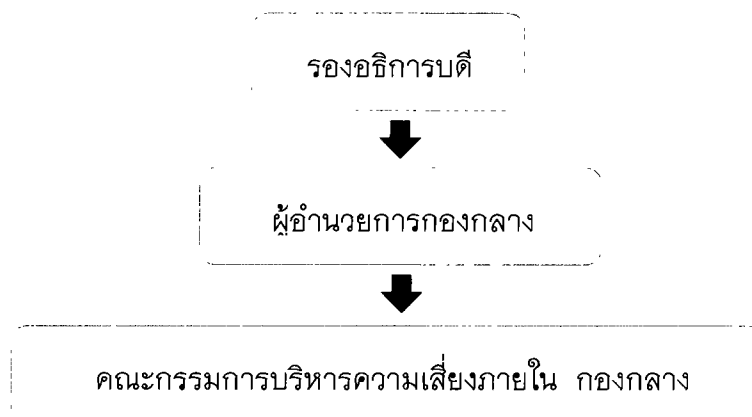 รองอธิการบดี
ผู้อำนวยการกองกลาง
คณะกรรมการบริหารความเสี่ยงภายใน กองกลาง